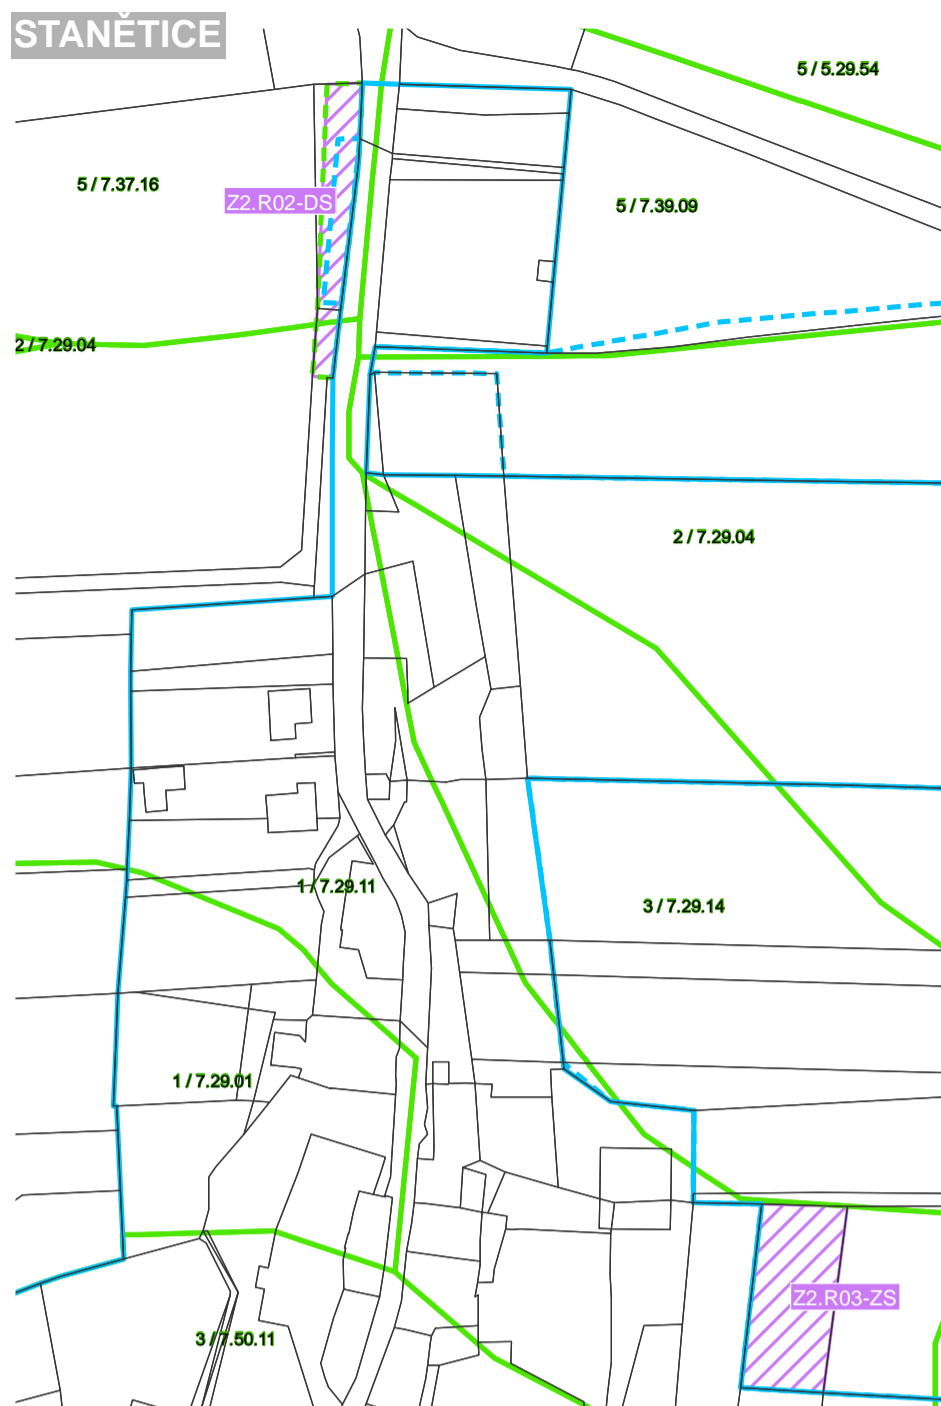 STANĚTICE
5 / 5.29.54
5 / 7.37.16
Z2.R02-DS
5 / 7.39.09
2 / 7.29.04
2 / 7.29.04
1 / 7.29.11
3 / 7.29.14
1 / 7.29.01
Z2.R03-ZS
3 / 7.50.11